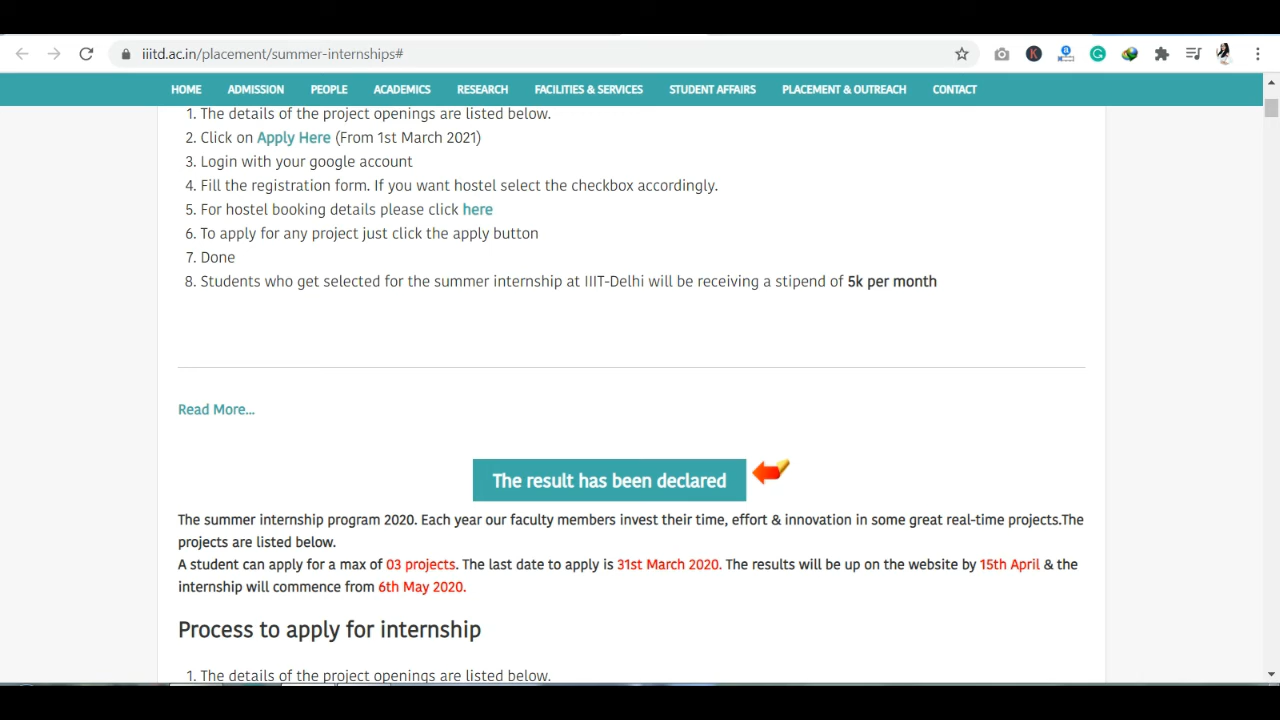 iiitd.ac.in/placement/summer-internships#
HOME ADMISSION PEOPLE ACADEMICS RESEARCH FACILITIES & SERVICES STUDENT AFFAIRS PLACEMENT & OUTREACH CONTACT
1. The details of the project openings are listed below.
2. Click on Apply Here (From 1st March 2021)
3. Login with your google account
4. Fill the registration form. If you want hostel select the checkbox accordingly.
5. For hostel booking details please click here
6. To apply for any project just click the apply button
7. Done
8. Students who get selected for the summer internship at IIIT-Delhi will be receiving a stipend of 5k per month
Read More...
The result has been declared
The summer internship program 2020. Each year our faculty members invest their time, effort & innovation in some great real-time projects.The
projects are listed below.
A student can apply for a max of 03 projects. The last date to apply is 31st March 2020. The results will be up on the website by 15th April & the
internship will commence from 6th May 2020.
Process to apply for internship
1. The details of the project openings are listed below.